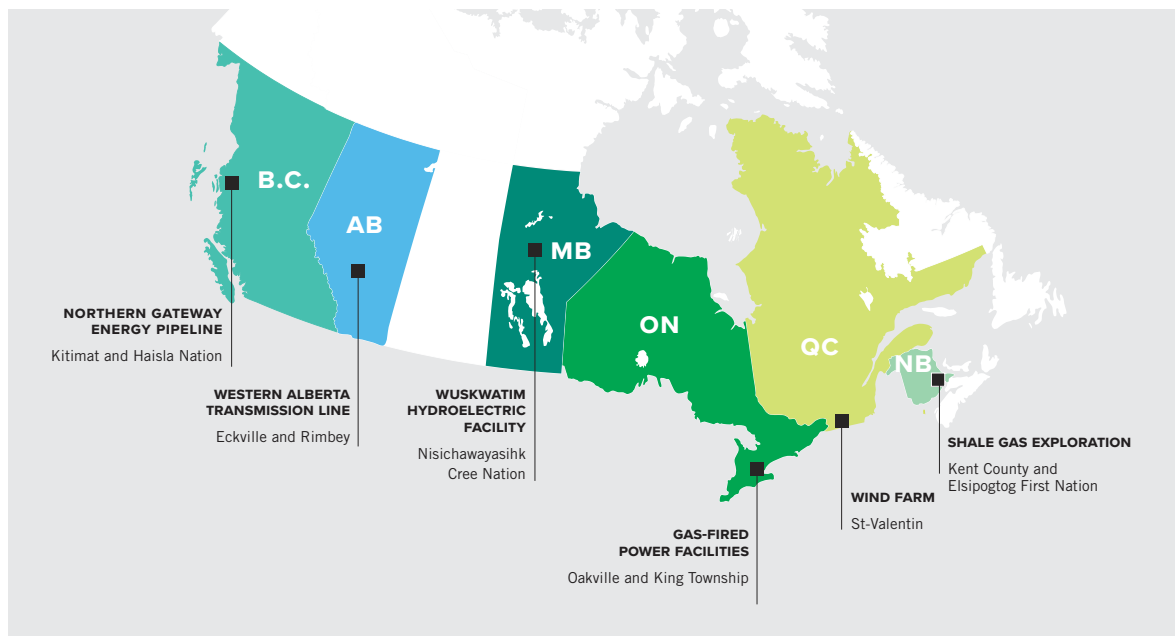 B.C.
AB
MB
ON
QC
NB
NORTHERN GATEWAY
ENERGY PIPELINE
Kitimat and Haisla Nation
WESTERN ALBERTA
TRANSMISSION LINE
Eckville and Rimbey
WUSKWATIM
HYDROELECTRIC
FACILITY
Nisichawayasihk
Cree Nation
GAS-FIRED
POWER FACILITIES
Oakville and King Township
WIND FARM
St-Valentin
SHALE GAS EXPLORATION
Kent County and
Elsipogtog First Nation